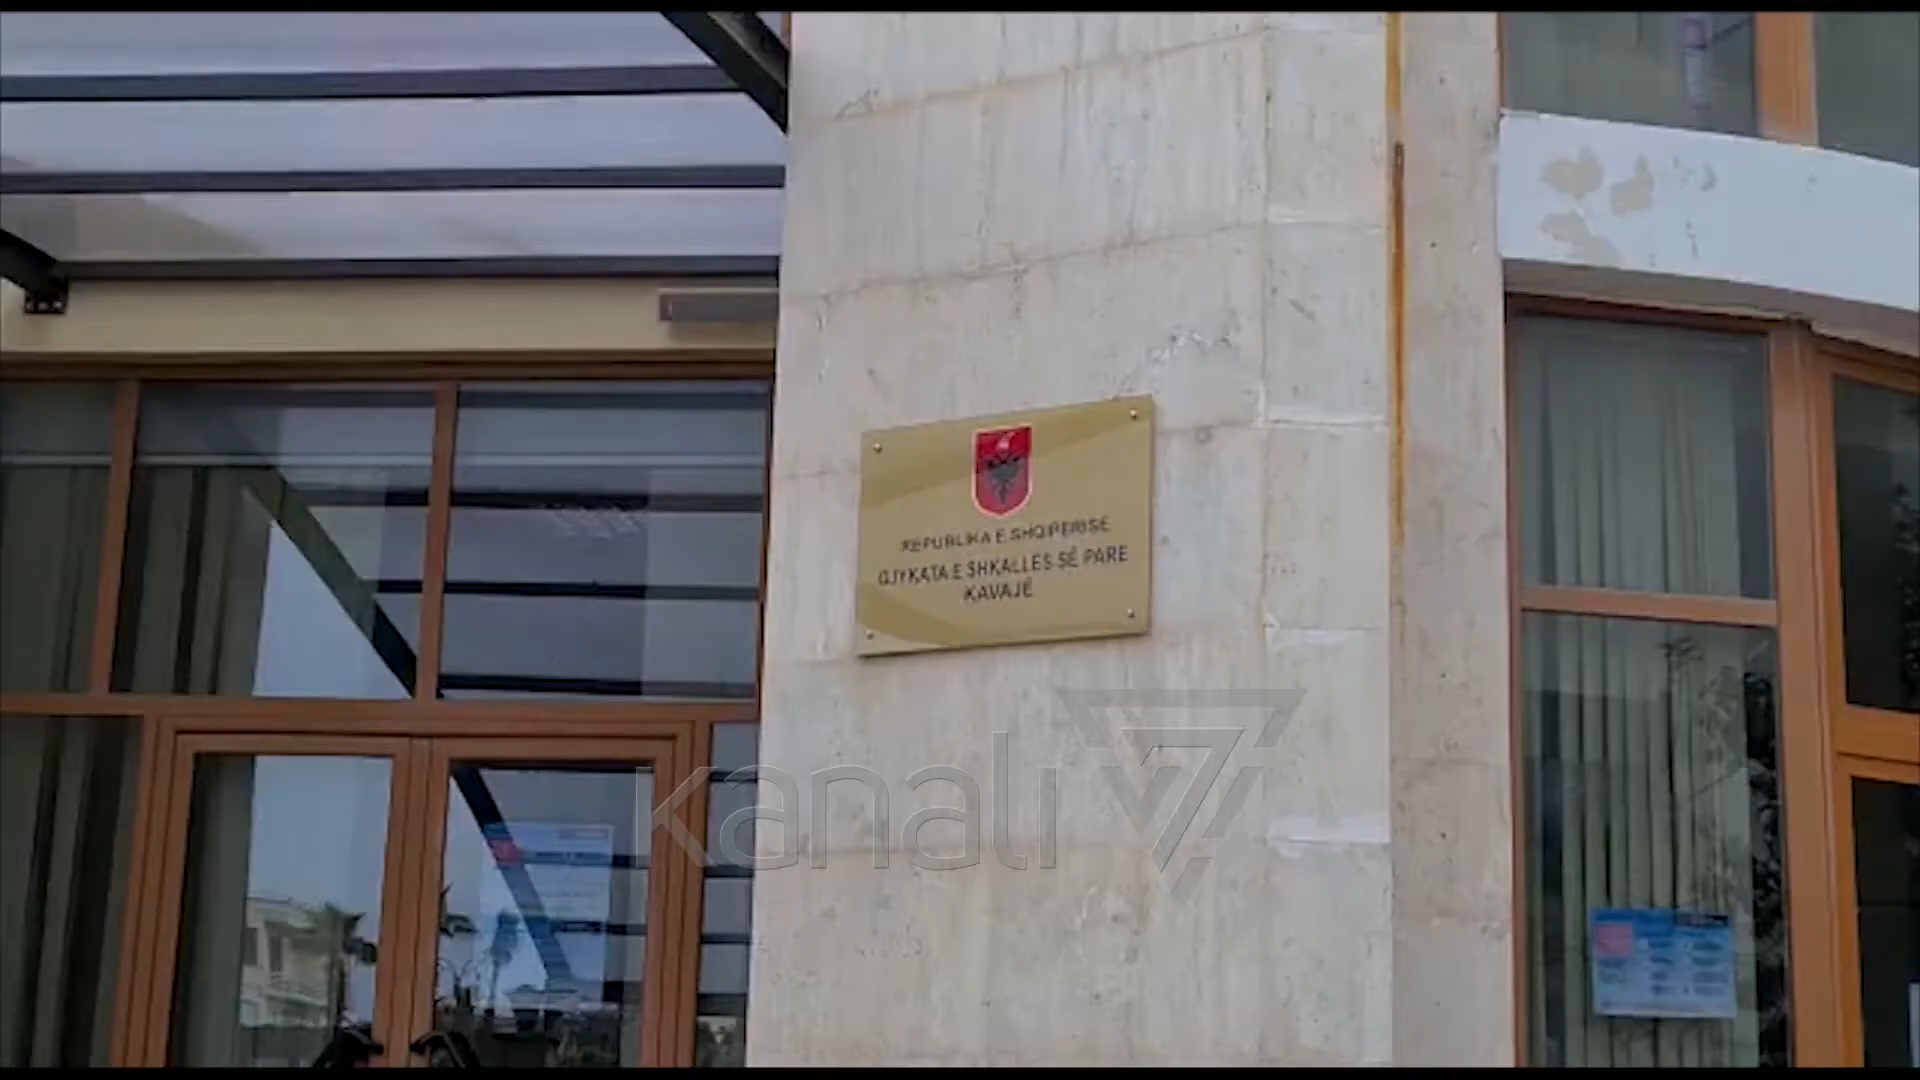 REPUBLIKA E SHQIPERISE
GJYKATA E SHKALLES SË PARE
KAVAJË
kanali 7